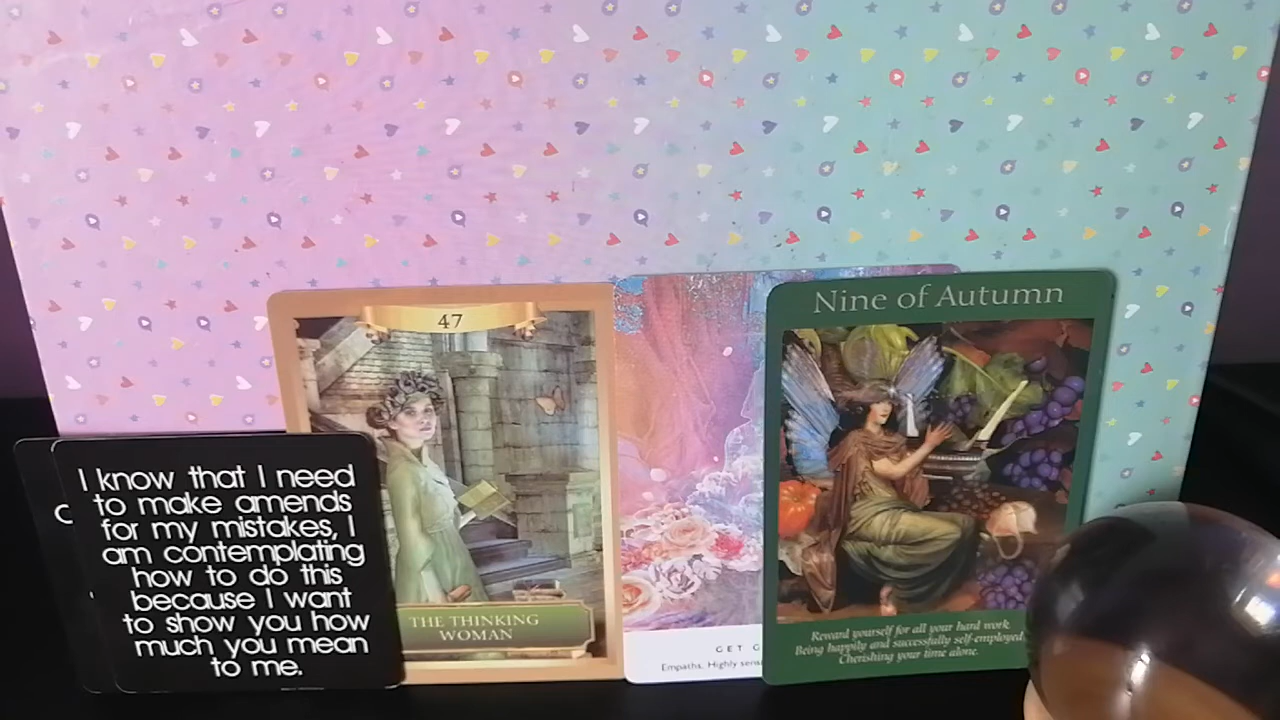 I know that I need
to make amends
for my mistakes, I
am contemplating
how to do this
because I want
to show you how
much you mean
to me.
47
THE THINKING
WOMAN
GET
Empaths. Highly
Nine of Autumn
Reward yourself for all your hard work.
Being happily and successfully self-employed.
Cherishing your time alone.